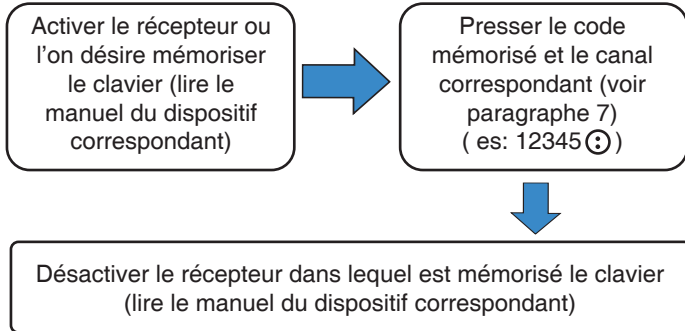 Activer le récepteur ou
l'on désire mémoriser
le clavier (lire le
manuel du dispositif
correspondant)
Presser le code
mémorisé et le canal
correspondant (voir
paragraphe 7)
( es: 12345 )
Désactiver le récepteur dans lequel est mémorisé le clavier
(lire le manuel du dispositif correspondant)